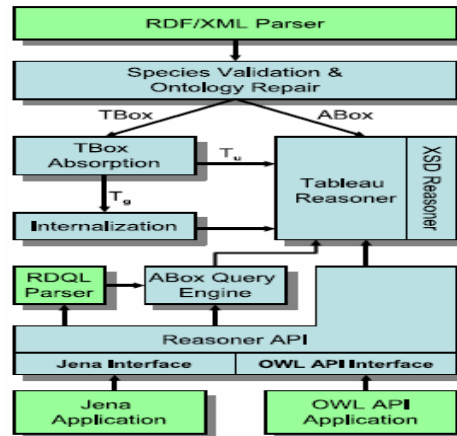 RDF/XML Parser
Species Validation &
Ontology Repair
TBox
ABox
TBox
Absorption
Tu
Tg
Internalization
Tableau
Reasoner
XSD Reasoner
RDQL
Parser
ABox Query
Engine
Reasoner API
Jena Interface
OWL API Interface
Jena
Application
OWL API
Application